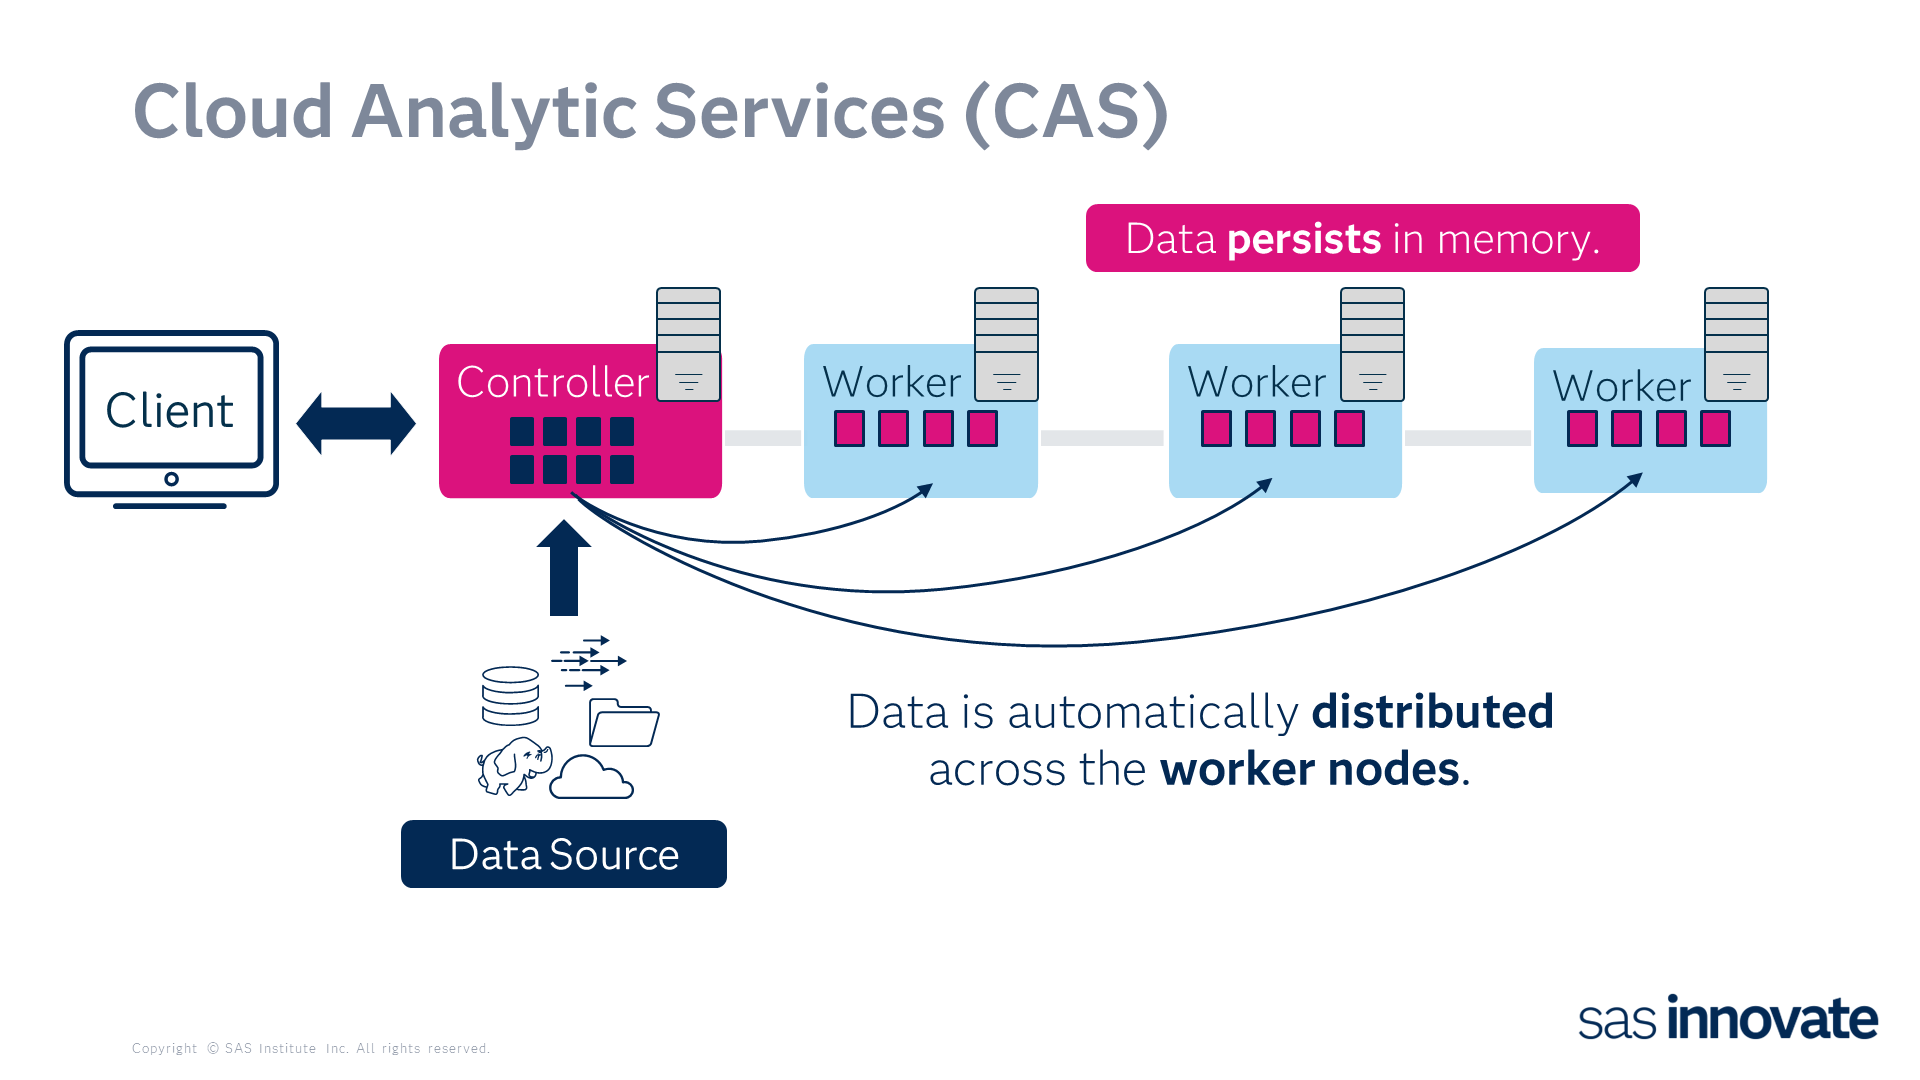 Cloud Analytic Services (CAS)
Data persists in memory.
Client
Controller
Worker
Worker
Worker
Data is automatically distributed
across the worker nodes.
Data Source
Copyright © SAS Institute Inc. All rights reserved.
sas innovate